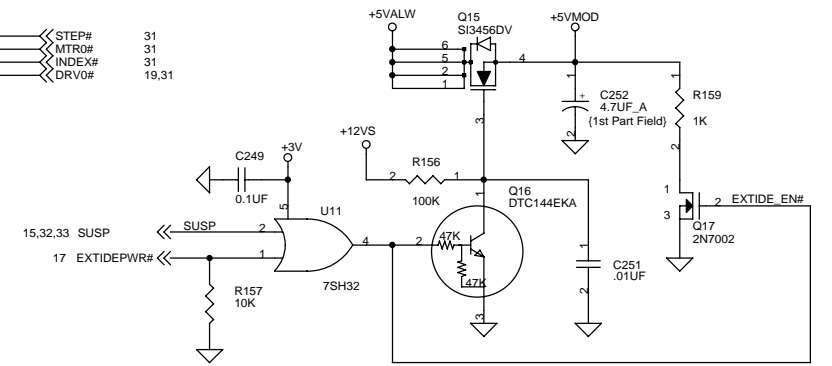 STEP# 31
MTR0# 31
INDEX# 31
DRV0# 19,31
+5VALW
Q15
SI3456DV
+5VMOD
6
5
2
1
4
3
1
C252
4.7UF_A
{1st Part Field}
+
2
1
R159
1K
2
+12VS
+3V
C249
0.1UF
2
R156
1
100K
1
Q16
DTC144EKA
1
3
2
EXTIDE_EN#
Q17
2N7002
5
U11
15,32,33 SUSP
SUSP
2
17 EXTIDEPWR#
1
4
7SH32
2
47K
47K
3
1
C251
.01UF
2
R157
10K